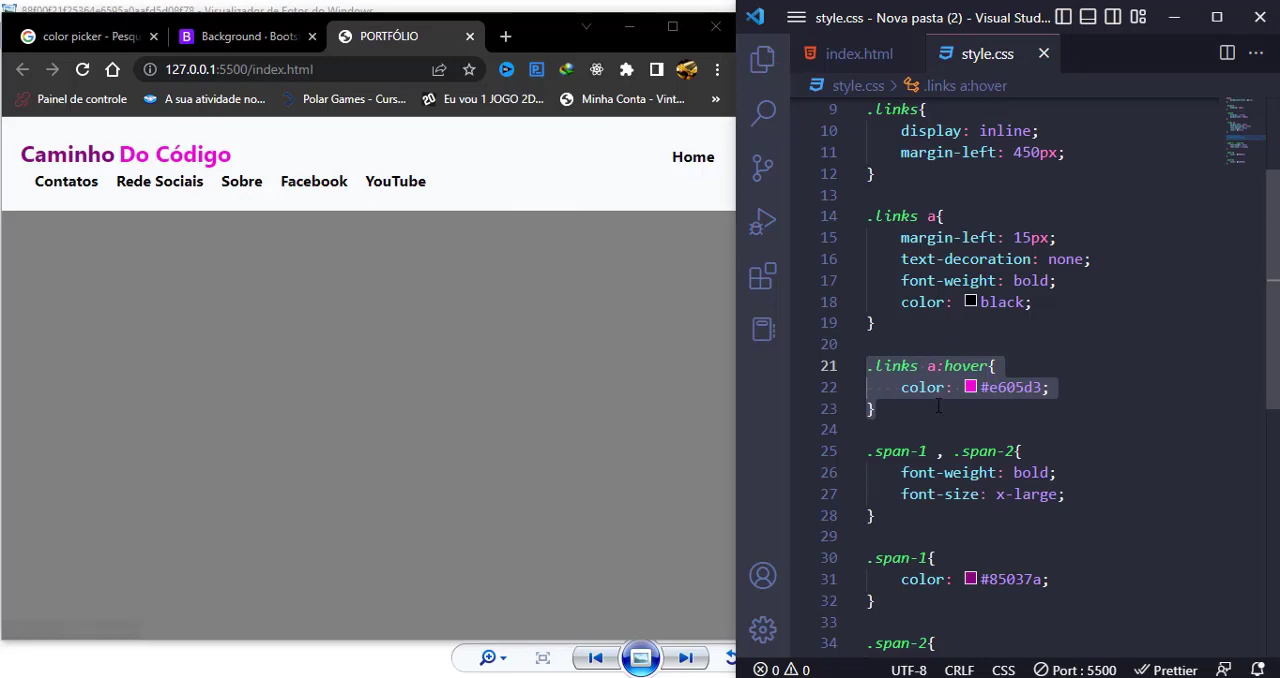 88f00f21f25364e6595a0aafd5d08f78 - Visualizador de Fotos do Windows
color picker - Pesqu
Background · Boots
PORTFÓLIO
127.0.0.1:5500/index.html
Painel de controle
A sua atividade no...
Polar Games - Curs...
Eu vou 1 JOGO 2D...
Minha Conta - Vint...
»
Caminho Do Código
Home
Contatos Rede Sociais Sobre Facebook YouTube
style.css - Nova pasta (2) - Visual Stud...
index.html
style.css
style.css > .links a:hover
9 .links{
10 display: inline;
11 margin-left: 450px;
12 }
13
14 .links a{
15 margin-left: 15px;
16 text-decoration: none;
17 font-weight: bold;
18 color: black;
19 }
20
21 .links a:hover{
22 color: #e605d3;
23 }
24
25 .span-1 , .span-2{
26 font-weight: bold;
27 font-size: x-large;
28 }
29
30 .span-1{
31 color: #85037a;
32 }
33
34 .span-2{
0 0 UTF-8 CRLF CSS Port : 5500 Prettier